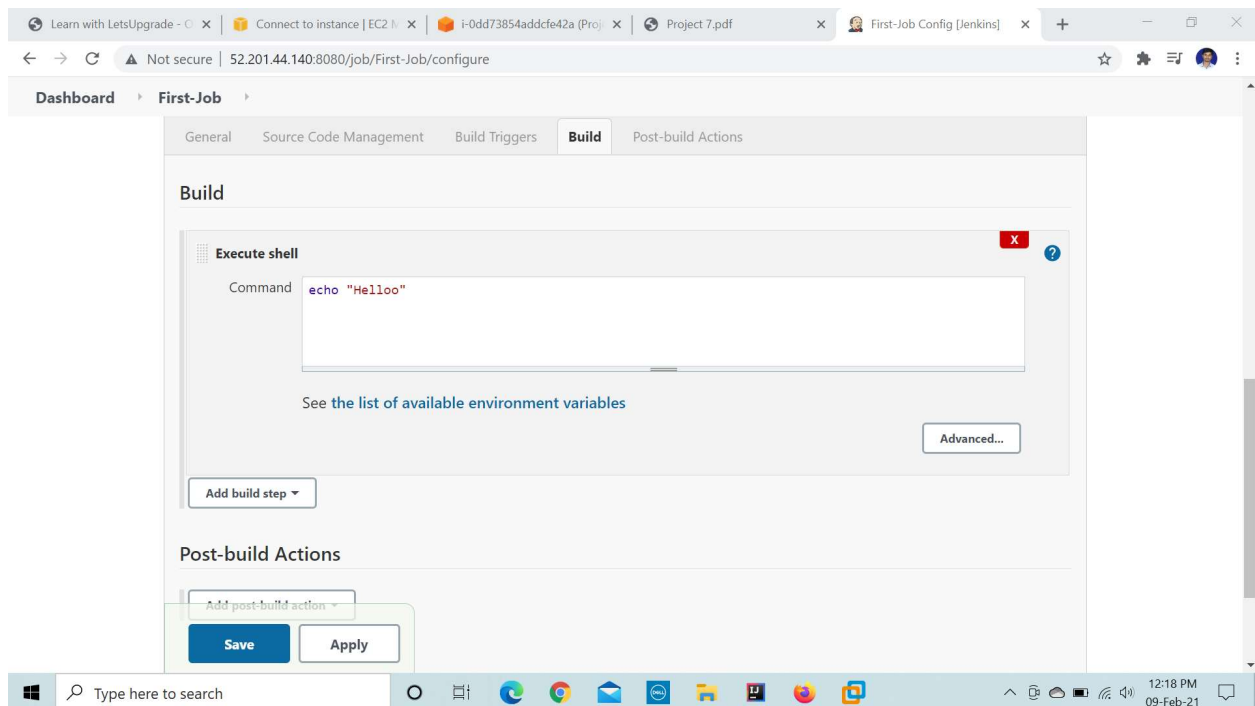 Learn with LetsUpgrade - O
Connect to instance | EC2 M
i-0dd73854addcfe42a (Proj
Project 7.pdf
First-Job Config [Jenkins]
Not secure | 52.201.44.140:8080/job/First-Job/configure
Dashboard First-Job
General Source Code Management Build Triggers Build Post-build Actions
Build
Execute shell
X
?
Command
echo "Helloo"
See the list of available environment variables
Advanced...
Add build step
Post-build Actions
Add post-build action
Save Apply
Type here to search
DELL
IJ
12:18 PM
09-Feb-21